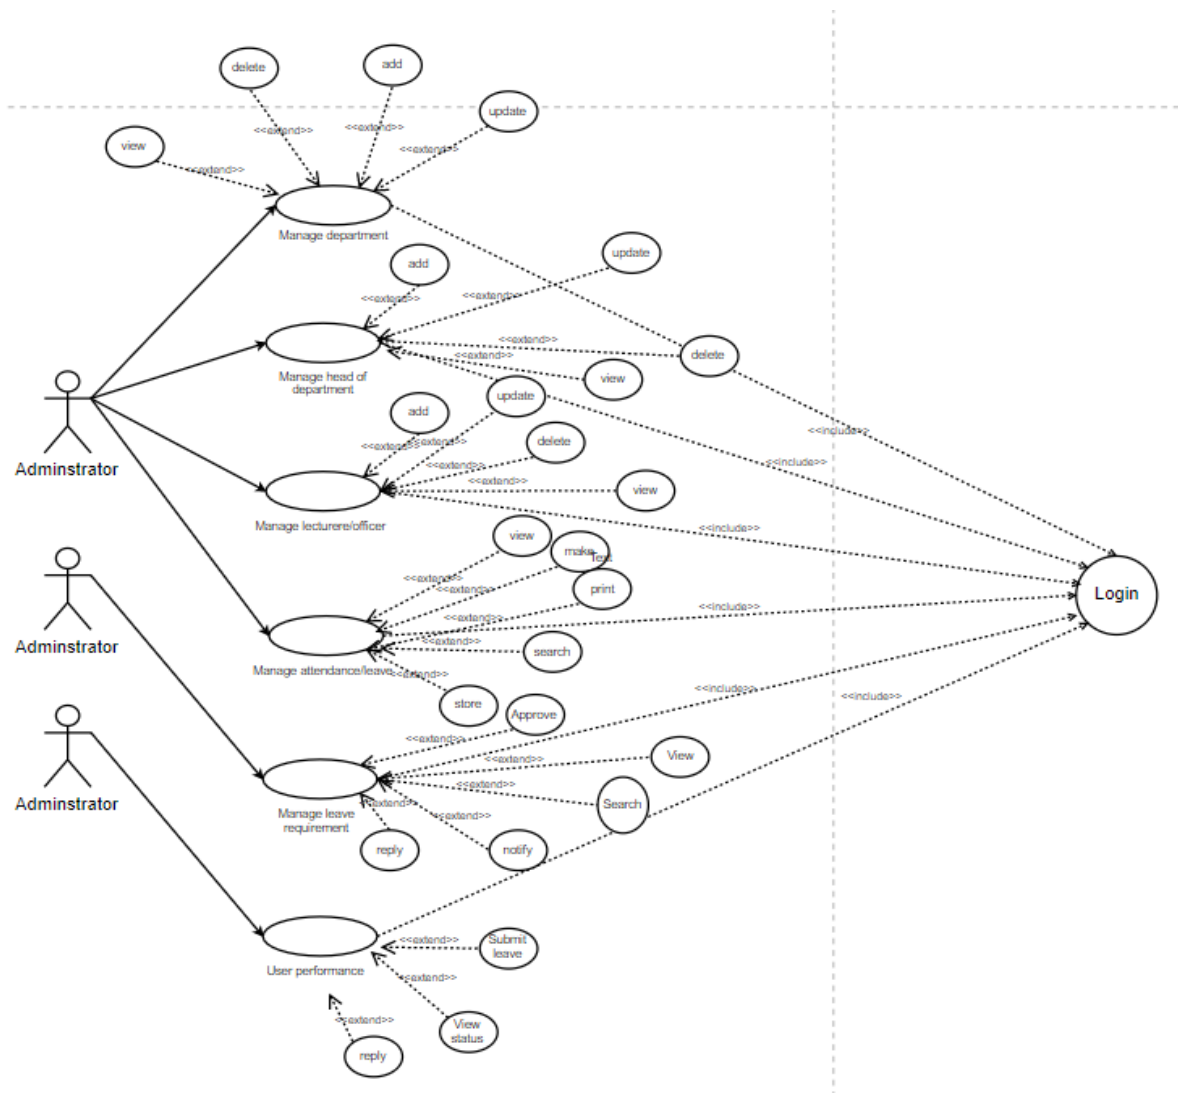 add
delete
update
<<extend>>
<<extend>>
<<extend>>
view
<<extend>>
Manage department
update
add
<<extend>>
<<extend>>
<<extend>>
<<extend>>
delete
Manage head of
department
view
update
add
<<include>>
delete
<<extend>>
<<extend>>
<<include>>
<<extend>>
Adminstrator
<<extend>>
view
Manage lecturere/officer
<<include>>
view
make
Text
<<extend>>
<<extend>>
print
Login
<<include>>
<<extend>>
<<extend>>
Adminstrator
search
Manage attendance/leave
<<extend>>
<<include>>
<<include>>
store
Approve
<<extend>>
View
<<extend>>
<<extend>>
Adminstrator
Search
<<extend>>
Manage leave
requirement
<<extend>>
reply
notify
<<extend>>
Submit
leave
User performance
<<extend>>
<<extend>>
View
status
reply